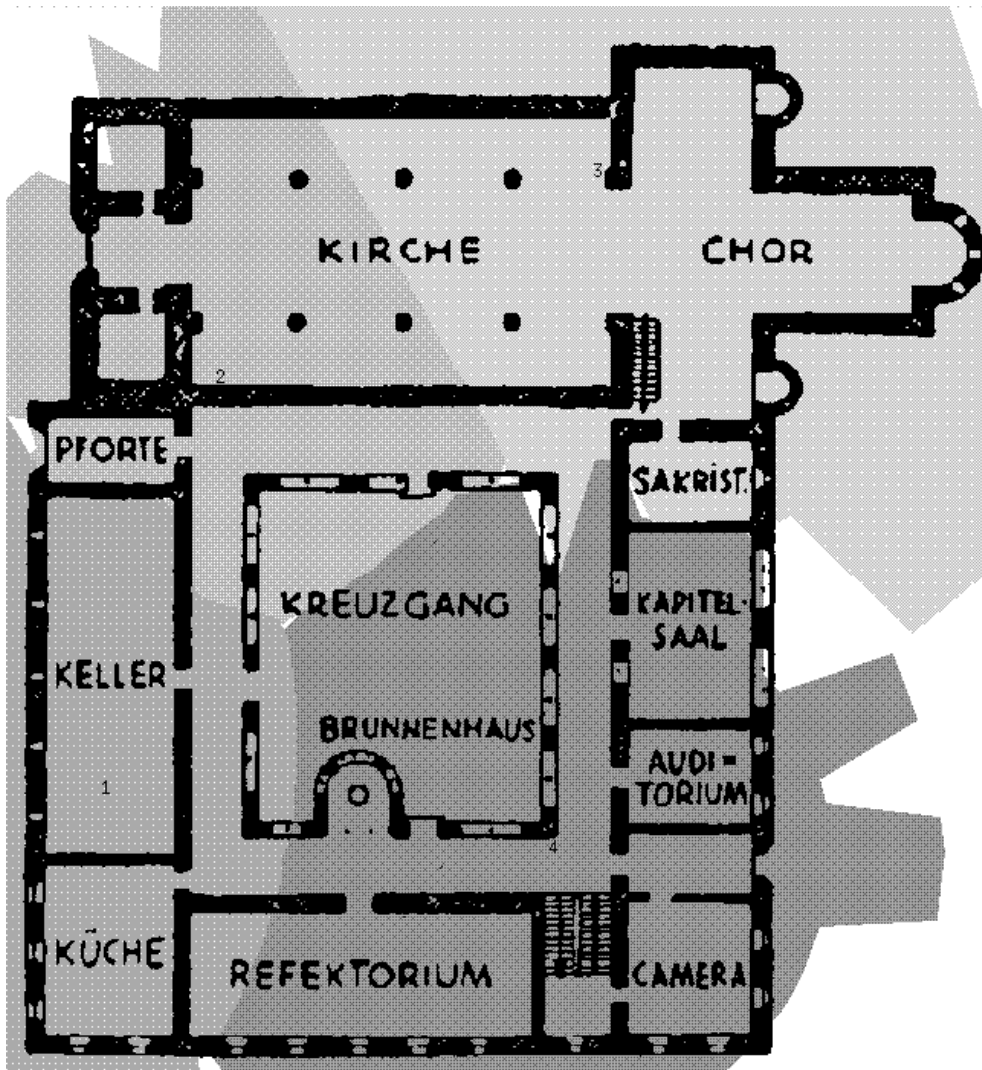 3
KIRCHE
CHOR
2
PFORTE
SAKRIST.
KREUZGANG
KAPITEL-
SAAL
KELLER
BRUNNENHAUS
AUDI=
TORIUM
1
4
KÜCHE
REFEKTORIUM
CAMERA